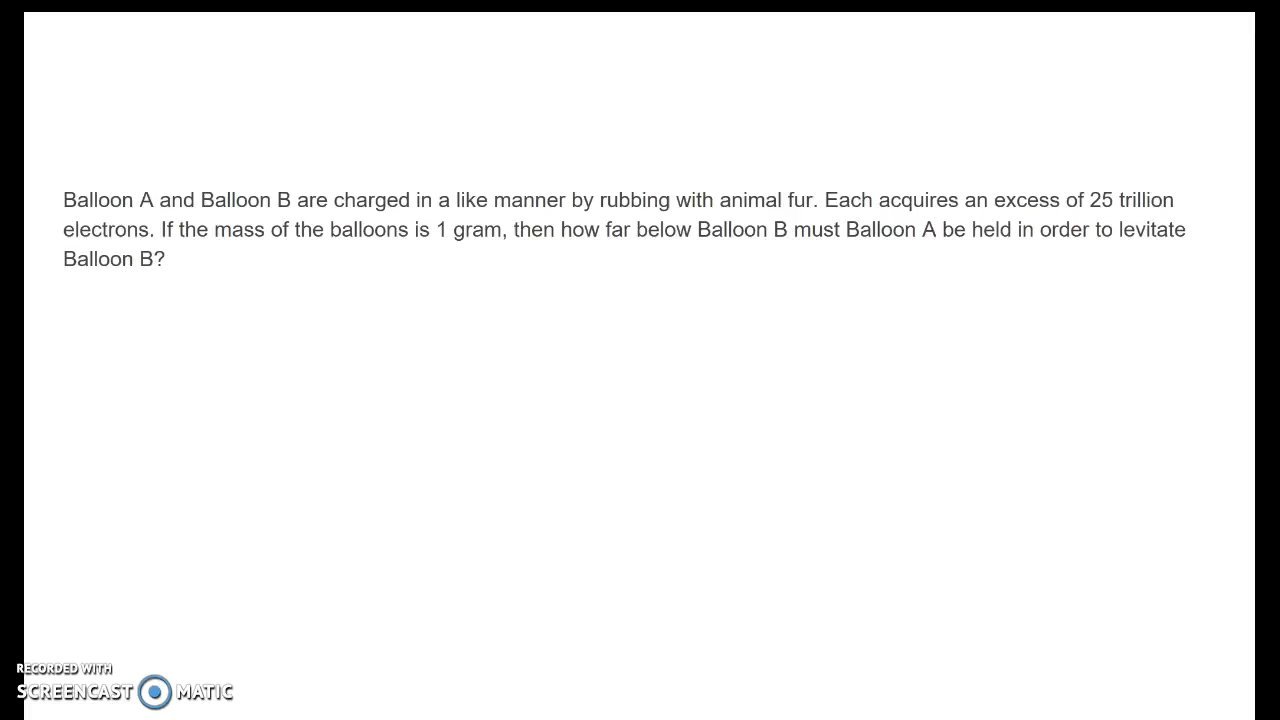 Balloon A and Balloon B are charged in a like manner by rubbing with animal fur. Each acquires an excess of 25 trillion
electrons. If the mass of the balloons is 1 gram, then how far below Balloon B must Balloon A be held in order to levitate
Balloon B?
RECORDED WITH
SCREENCAST MATIC